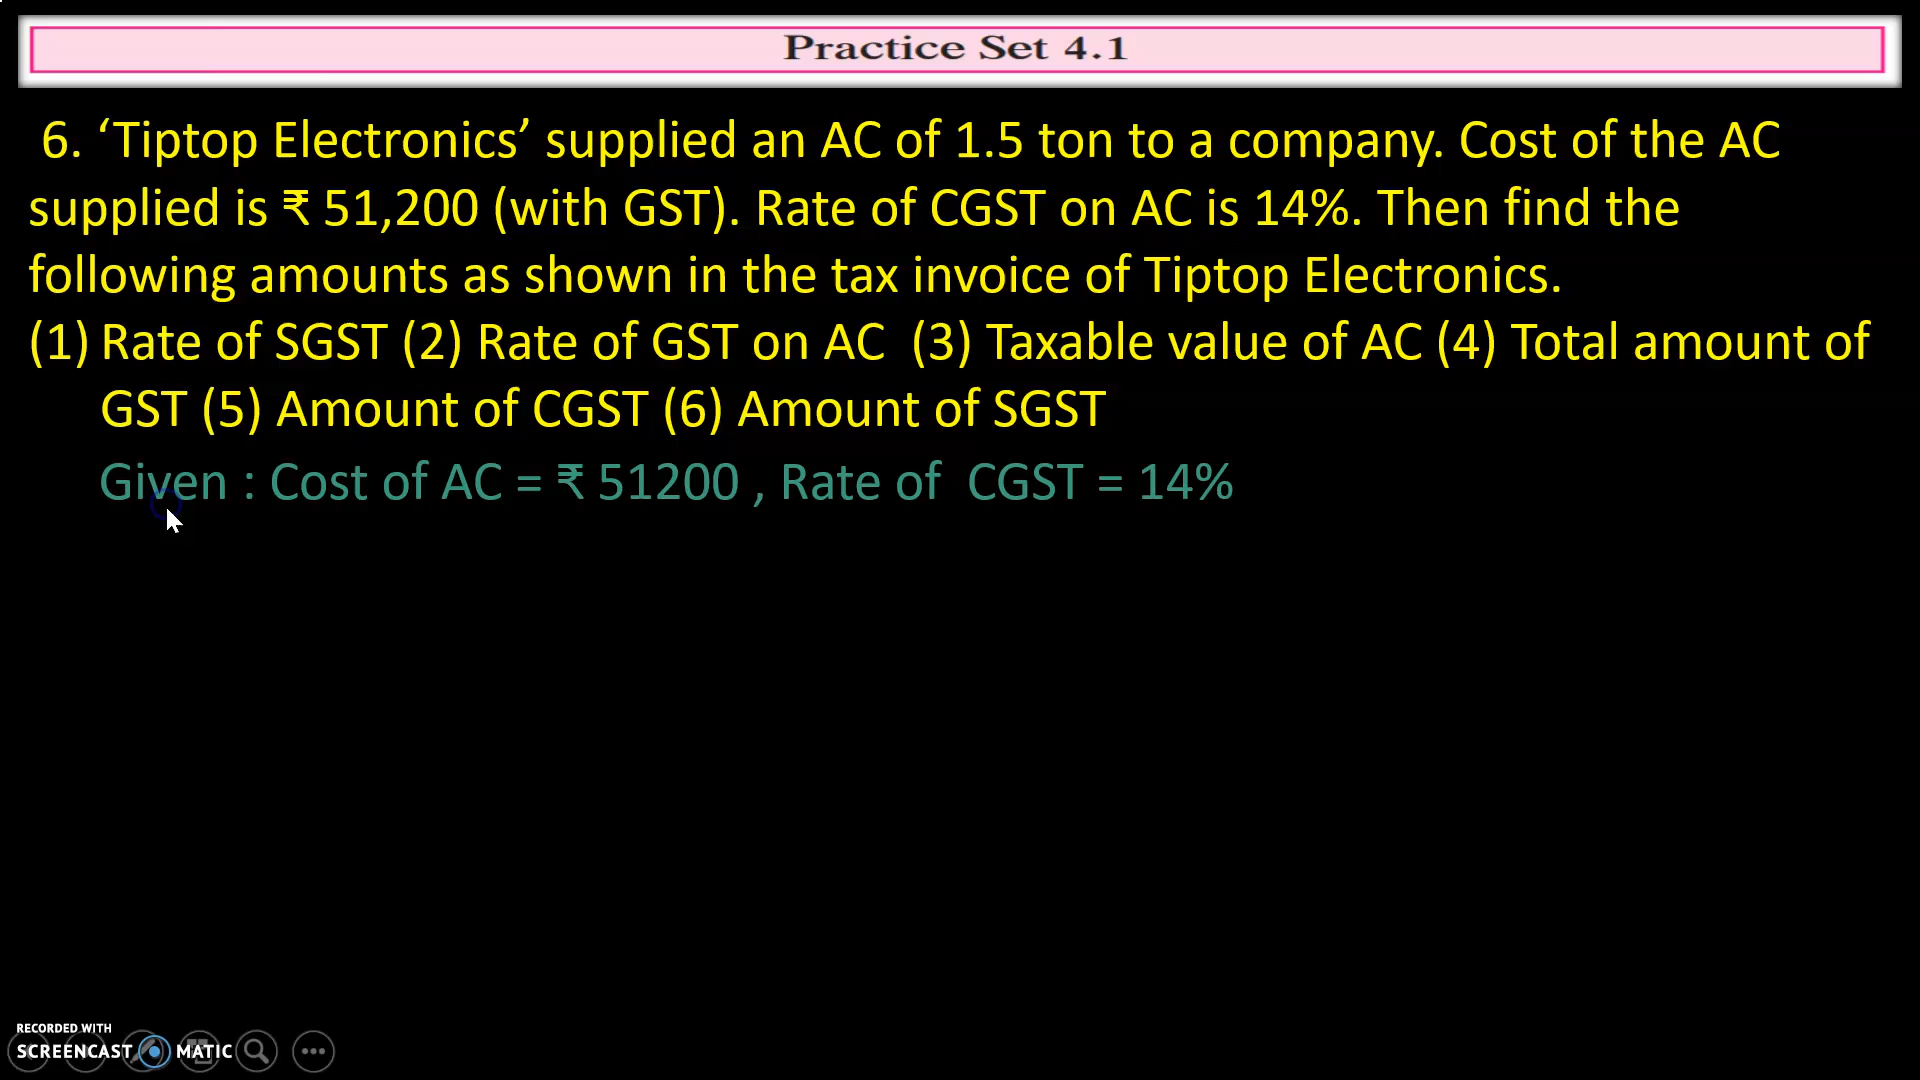 Practice Set 4.1
6. ‘Tiptop Electronics’ supplied an AC of 1.5 ton to a company. Cost of the AC
supplied is ₹ 51,200 (with GST). Rate of CGST on AC is 14%. Then find the
following amounts as shown in the tax invoice of Tiptop Electronics.
(1) Rate of SGST (2) Rate of GST on AC (3) Taxable value of AC (4) Total amount of
GST (5) Amount of CGST (6) Amount of SGST
Given : Cost of AC = ₹ 51200 , Rate of CGST = 14%
RECORDED WITH
SCREENCAST MATIC